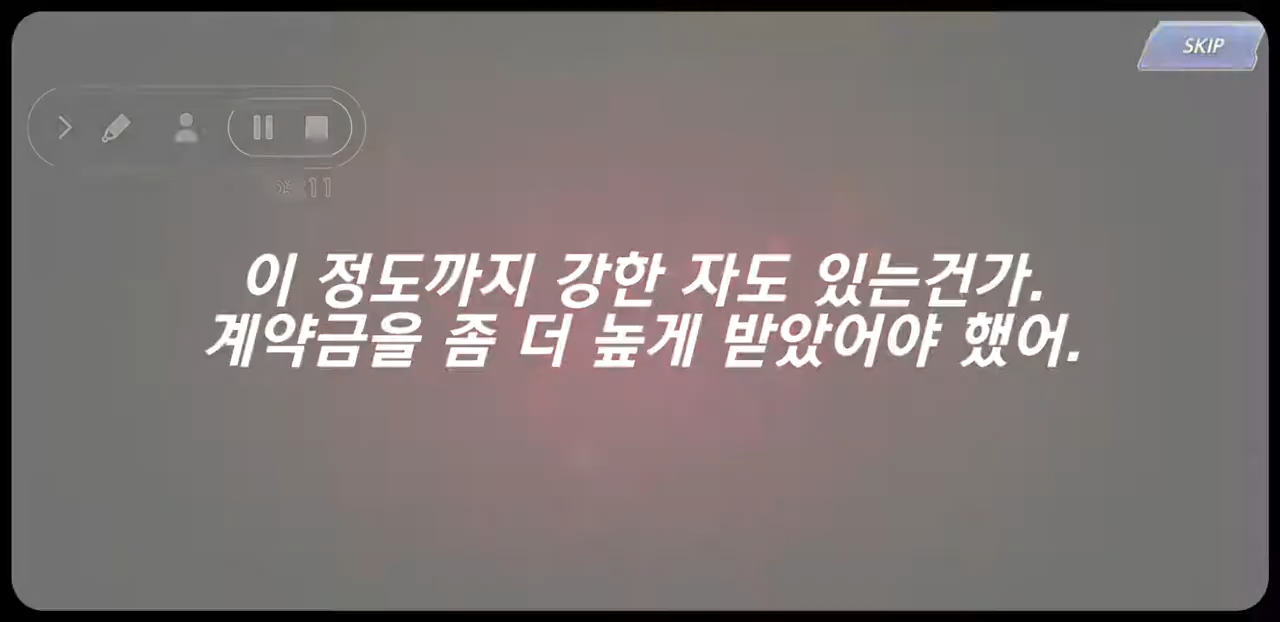 SKIP
:11
이 정도까지 강한 자도 있는건가.
계약금을 좀 더 높게 받았어야 했어.